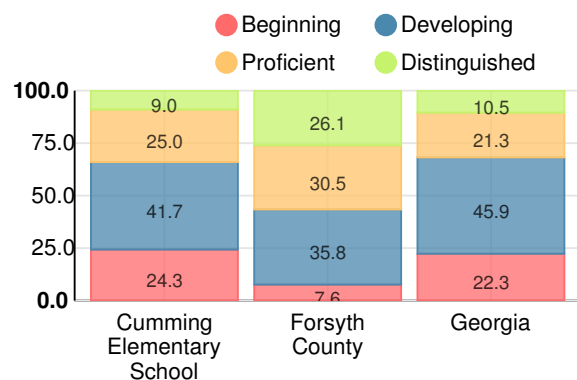 Beginning
Developing
Proficient
Distinguished
100.0
75.0
50.0
25.0
0.0
9.0
25.0
41.7
24.3
26.1
30.5
35.8
7.6
10.5
21.3
45.9
22.3
Cumming
Elementary
School
Forsyth
County
Georgia